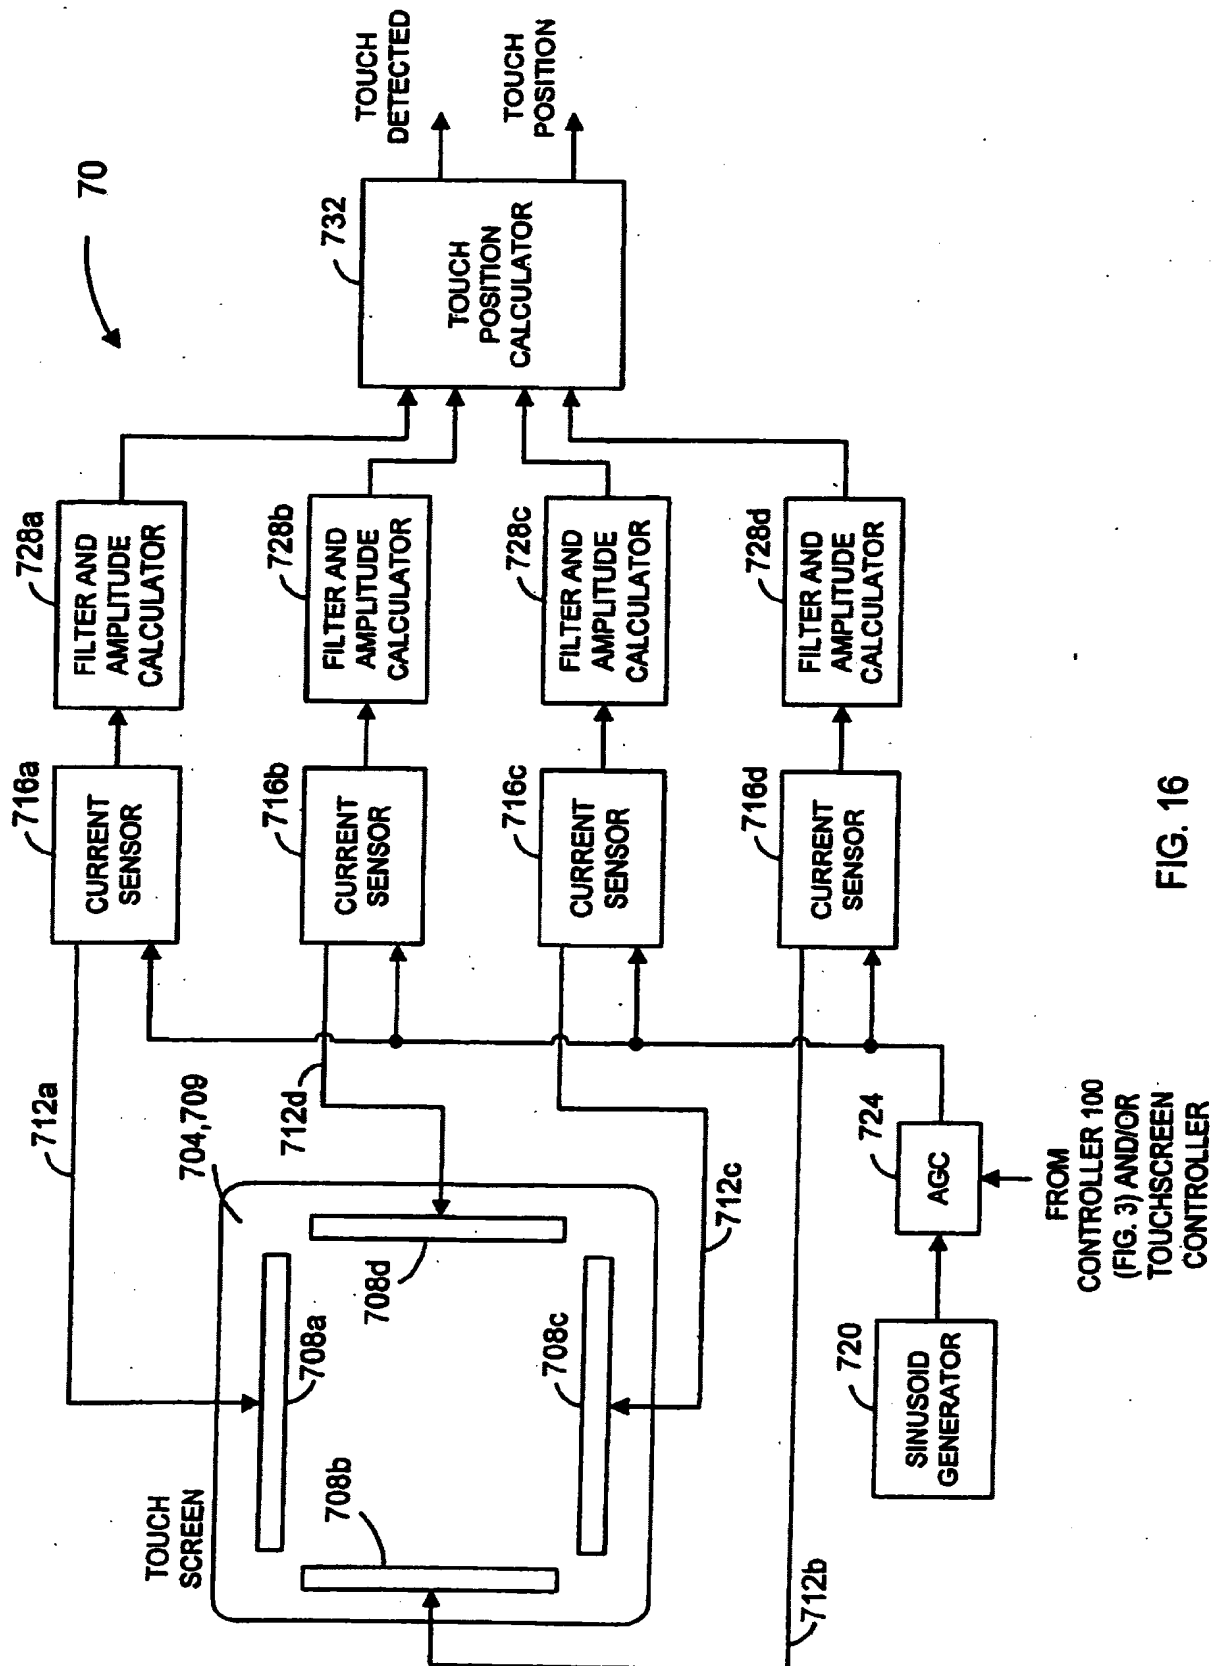 70
TOUCH
SCREEN
704,709
708a
708b
708c
708d
712a
712d
712c
712b
716a
CURRENT
SENSOR
716b
CURRENT
SENSOR
716c
CURRENT
SENSOR
716d
CURRENT
SENSOR
728a
FILTER AND
AMPLITUDE
CALCULATOR
728b
FILTER AND
AMPLITUDE
CALCULATOR
728c
FILTER AND
AMPLITUDE
CALCULATOR
728d
FILTER AND
AMPLITUDE
CALCULATOR
732
TOUCH
POSITION
CALCULATOR
TOUCH
DETECTED
TOUCH
POSITION
720
SINUSOID
GENERATOR
724
AGC
FROM
CONTROLLER 100
(FIG. 3) AND/OR
TOUCHSCREEN
CONTROLLER
FIG. 16